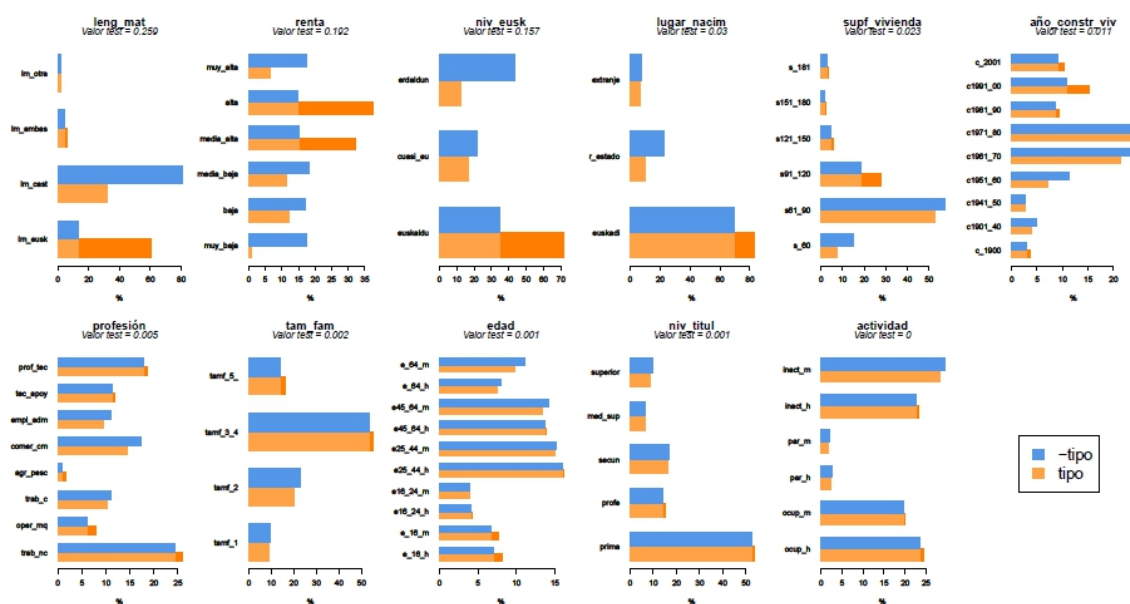 leng_mat
Valor test = 0.259
lm_otra
lm_ambas
lm_cast
lm_eusk
0 20 40 60 80
%
renta
Valor test = 0.192
muy_alta
alta
media_alta
media_baja
baja
muy_baja
0 5 10 15 20 25 30 35
%
niv_eusk
Valor test = 0.157
erdaldun
cuasi_eu
euskaldu
0 10 20 30 40 50 60 70
%
lugar_nacim
Valor test = 0.03
extranje
r_estado
euskadi
0 20 40 60 80
%
supf_vivienda
Valor test = 0.023
s_181
s151_180
s121_150
s91_120
s61_90
s_60
0 10 20 30 40 50
%
año_constr_viv
Valor test = 0.011
c_2001
c1991_00
c1981_90
c1971_80
c1961_70
c1951_60
c1941_50
c1901_40
c_1900
0 5 10 15 20
%
profesión
Valor test = 0.005
prof_tec
tec_apoy
empl_adm
comer_cm
agr_pesc
trab_c
oper_mq
trab_nc
0 5 10 15 20 25
%
tam_fam
Valor test = 0.002
tamf_5_
tamf_3_4
tamf_2
tamf_1
0 10 20 30 40 50
%
edad
Valor test = 0.001
e_64_m
e_64_h
e45_64_m
e45_64_h
e25_44_m
e25_44_h
e16_24_m
e16_24_h
e_16_m
e_16_h
0 5 10 15
%
niv_titul
Valor test = 0.001
superior
med_sup
secun
profe
prima
0 10 20 30 40 50
%
actividad
Valor test = 0
inact_m
inact_h
par_m
par_h
ocup_m
ocup_h
0 5 10 15 20 25
%
−tipo
tipo